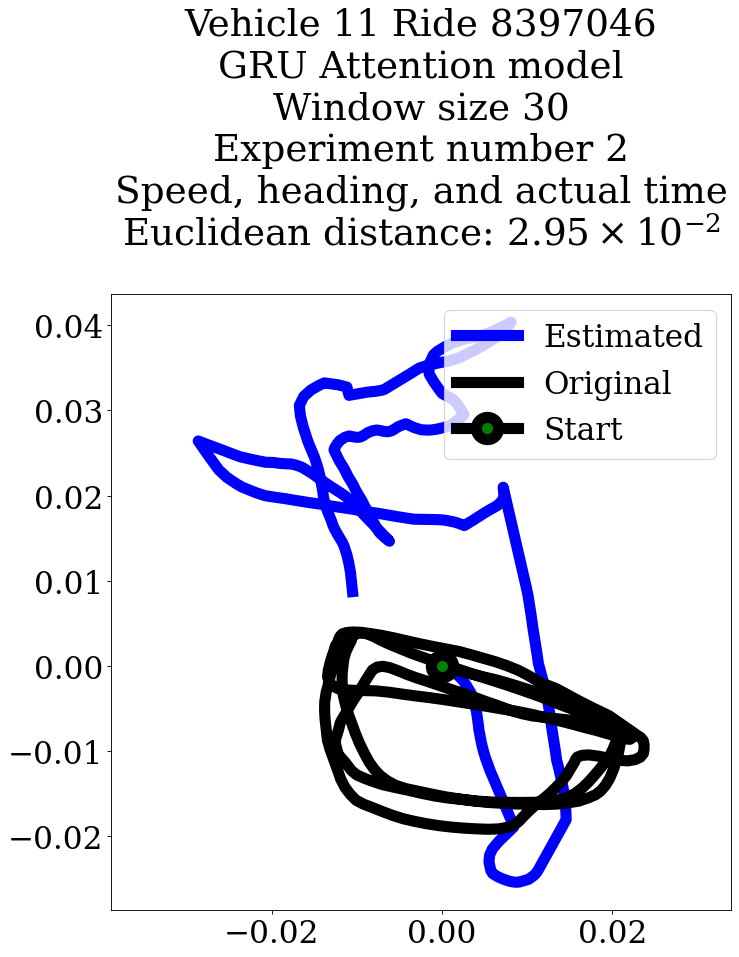 Vehicle 11 Ride 8397046
GRU Attention model
Window size 30
Experiment number 2
Speed, heading, and actual time
Euclidean distance: 2.95 × 10⁻²
Estimated
Original
Start
0.04
0.03
0.02
0.01
0.00
−0.01
−0.02
−0.02 0.00 0.02